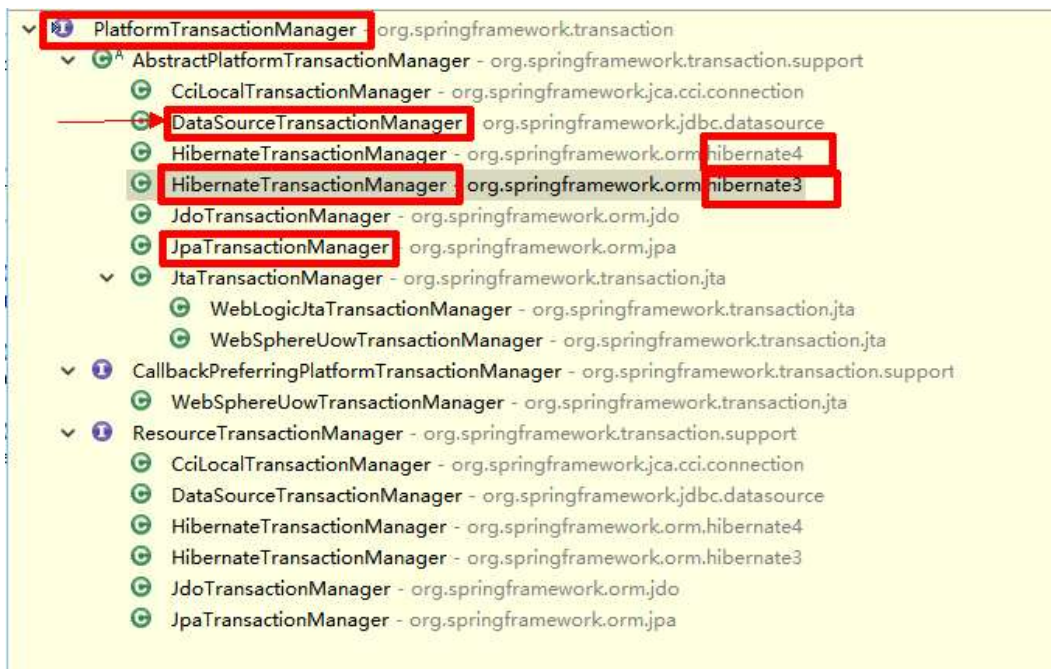 PlatformTransactionManager - org.springframework.transaction
AbstractPlatformTransactionManager - org.springframework.transaction.support
CciLocalTransactionManager - org.springframework.jca.cci.connection
DataSourceTransactionManager - org.springframework.jdbc.datasource
HibernateTransactionManager - org.springframework.orm.hibernate4
HibernateTransactionManager - org.springframework.orm.hibernate3
JdoTransactionManager - org.springframework.orm.jdo
JpaTransactionManager - org.springframework.orm.jpa
JtaTransactionManager - org.springframework.transaction.jta
WebLogicJtaTransactionManager - org.springframework.transaction.jta
WebSphereUowTransactionManager - org.springframework.transaction.jta
CallbackPreferringPlatformTransactionManager - org.springframework.transaction.support
WebSphereUowTransactionManager - org.springframework.transaction.jta
ResourceTransactionManager - org.springframework.transaction.support
CciLocalTransactionManager - org.springframework.jca.cci.connection
DataSourceTransactionManager - org.springframework.jdbc.datasource
HibernateTransactionManager - org.springframework.orm.hibernate4
HibernateTransactionManager - org.springframework.orm.hibernate3
JdoTransactionManager - org.springframework.orm.jdo
JpaTransactionManager - org.springframework.orm.jpa